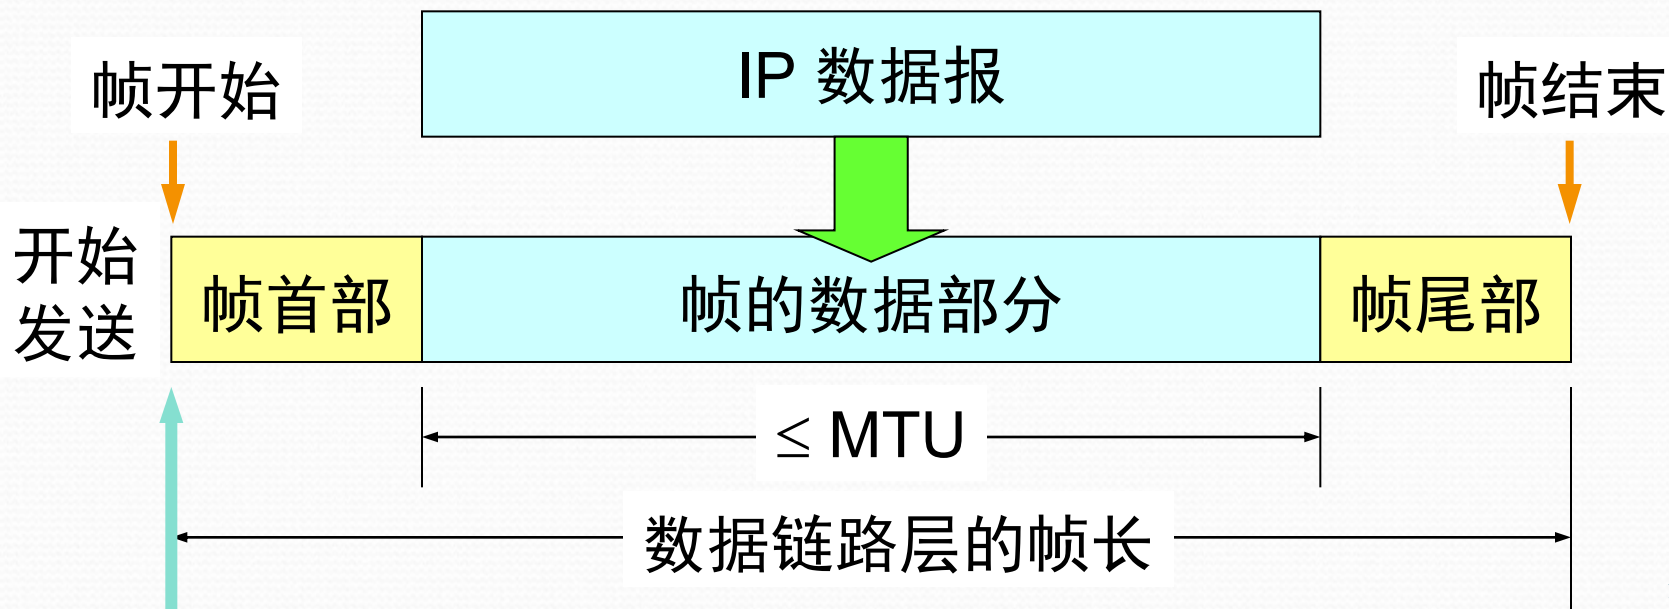 IP 数据报
帧开始
帧结束
开始
发送
帧首部
帧的数据部分
帧尾部
≤ MTU
数据链路层的帧长